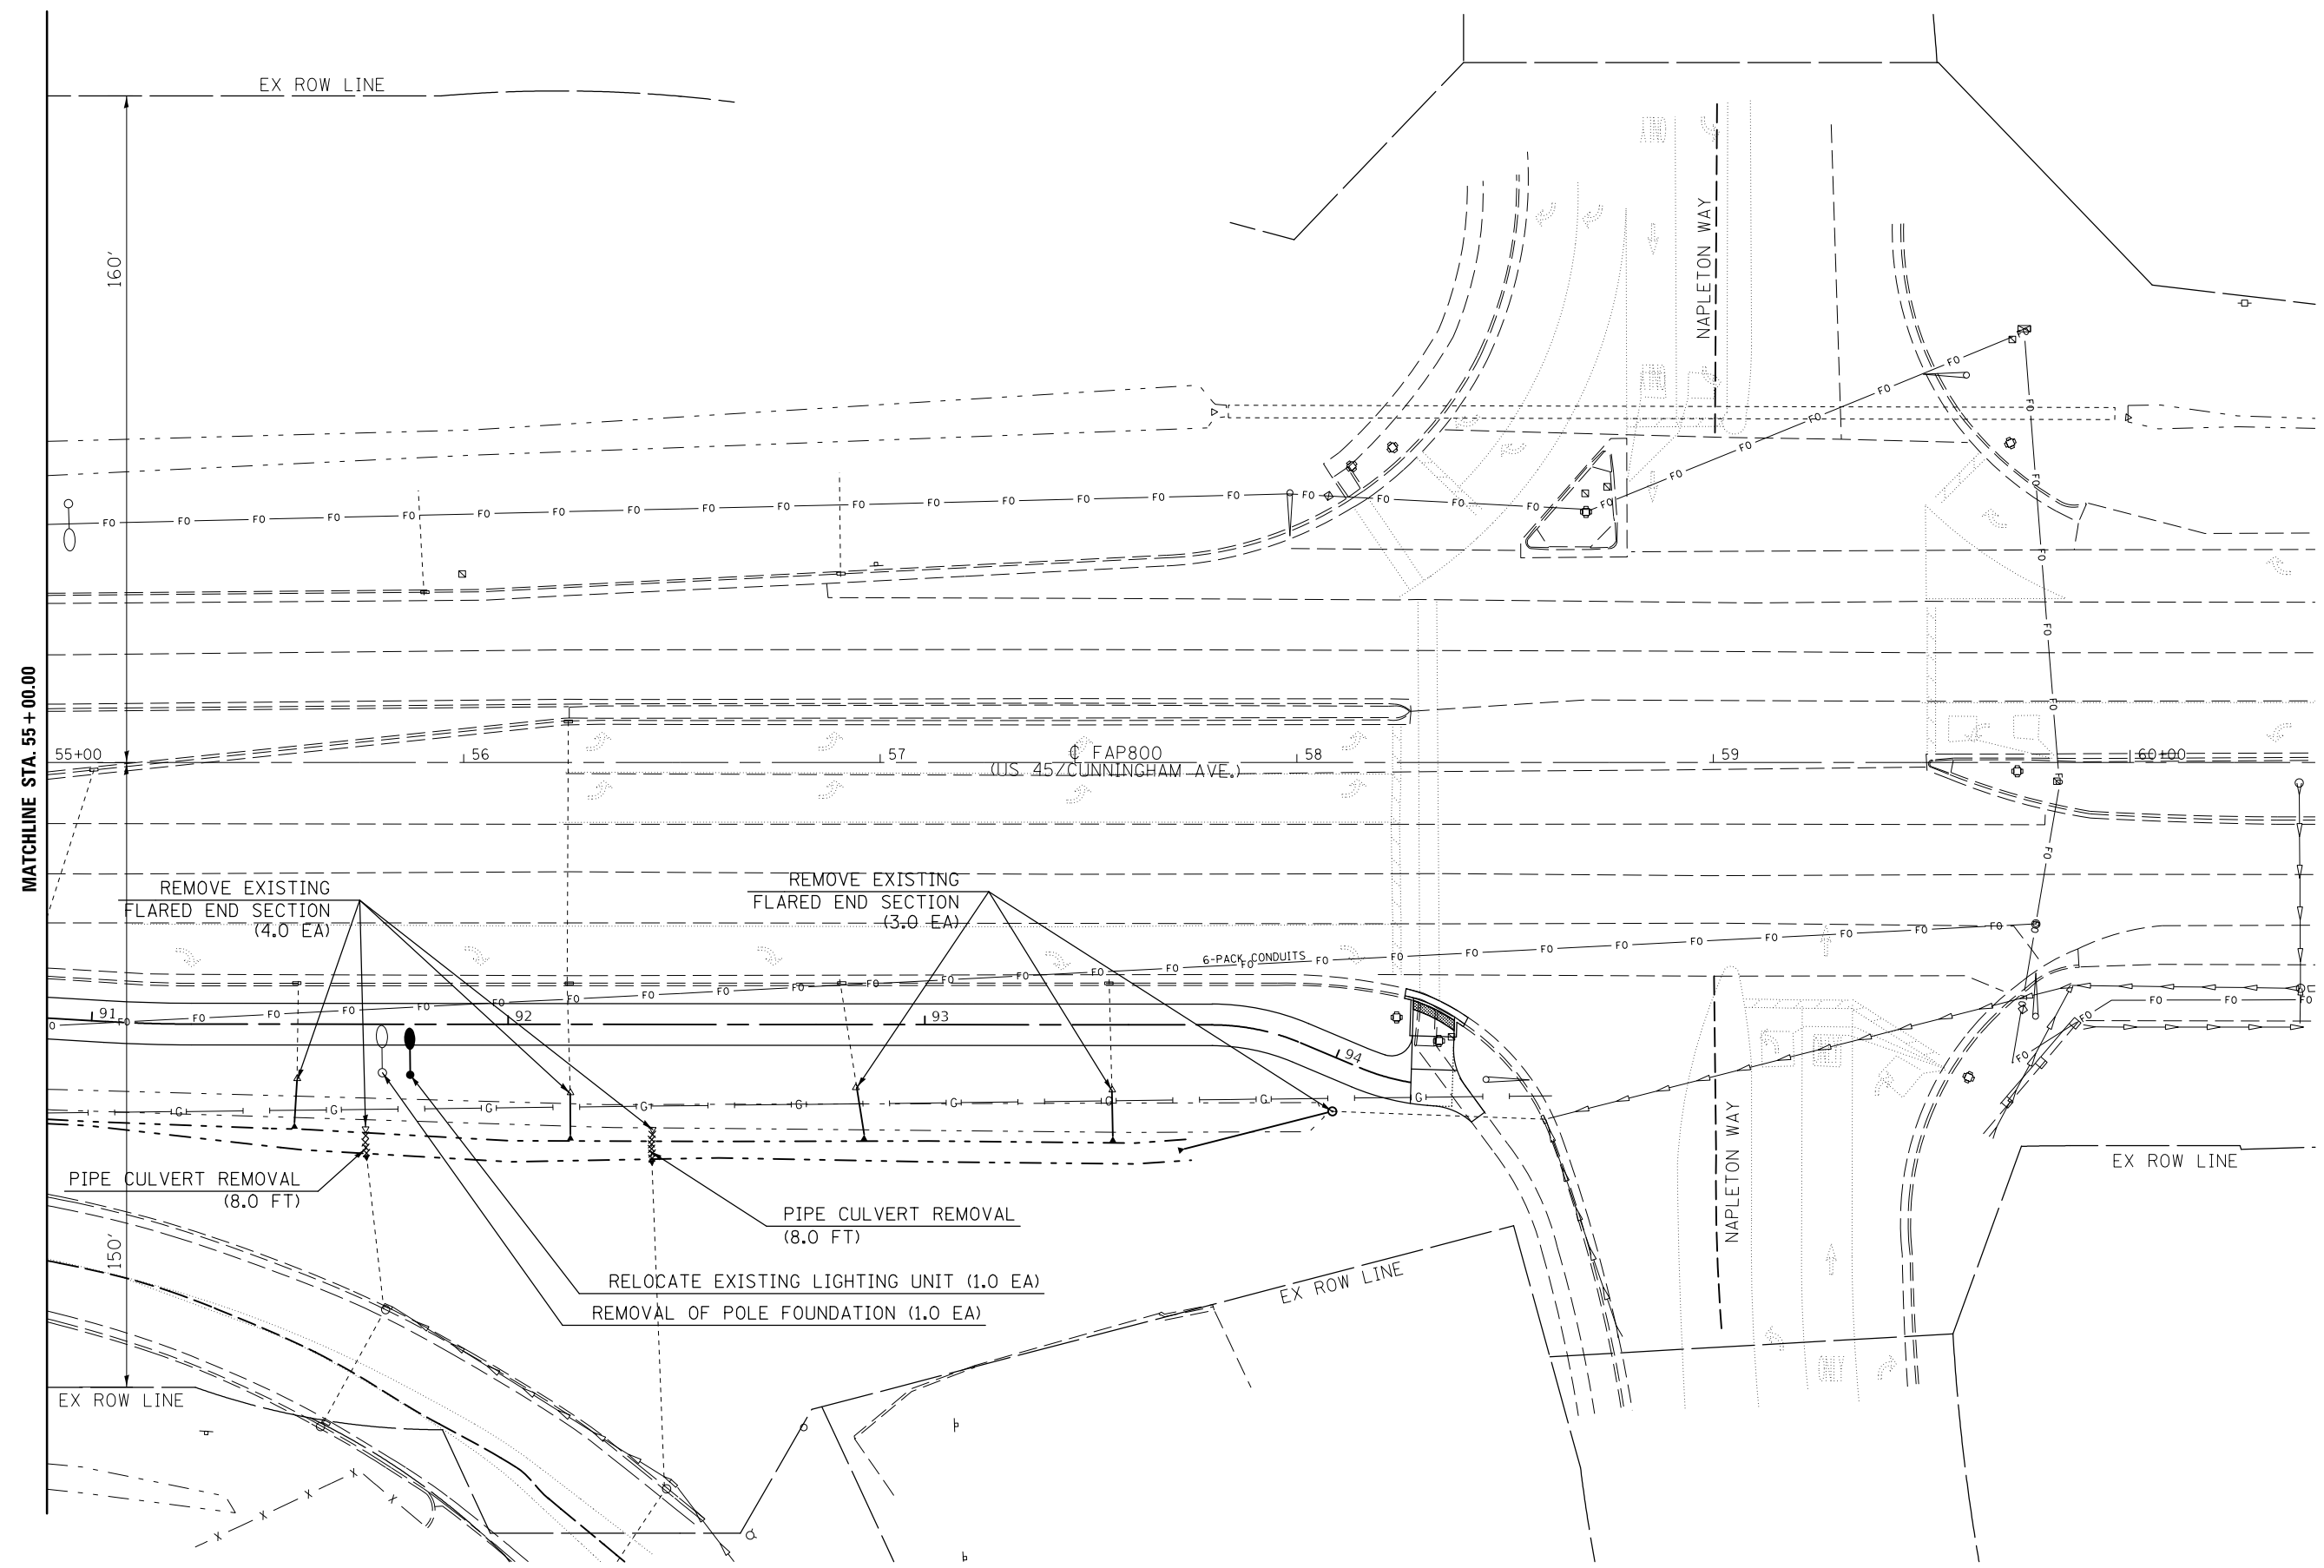 EX ROW LINE
160'
NAPLETON WAY
MATCHLINE STA. 55+00.00
55+00
56
57
58
59
60+00
℄ FAP800
(US 45/CUNNINGHAM AVE.)
REMOVE EXISTING
FLARED END SECTION
(4.0 EA)
REMOVE EXISTING
FLARED END SECTION
(3.0 EA)
6-PACK CONDUITS
FO
91
92
93
94
G
PIPE CULVERT REMOVAL
(8.0 FT)
PIPE CULVERT REMOVAL
(8.0 FT)
150'
RELOCATE EXISTING LIGHTING UNIT (1.0 EA)
REMOVAL OF POLE FOUNDATION (1.0 EA)
EX ROW LINE
EX ROW LINE
NAPLETON WAY
EX ROW LINE